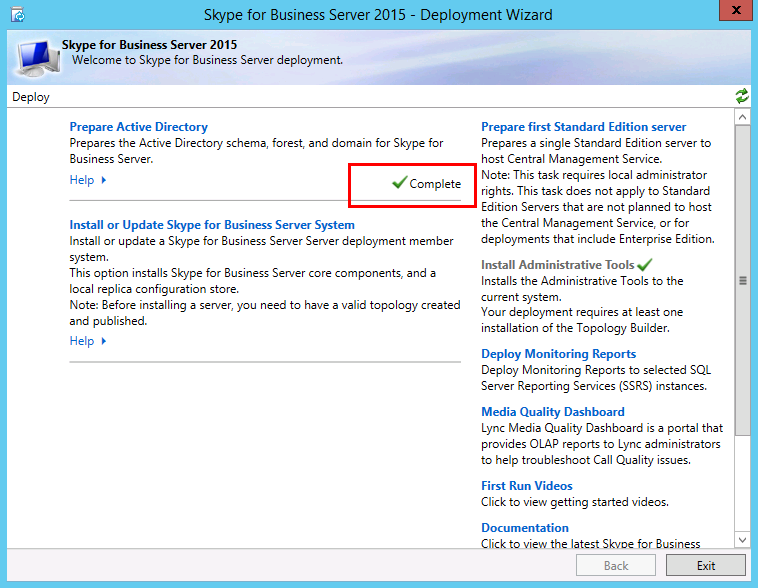 Skype for Business Server 2015 - Deployment Wizard
x
Skype for Business Server 2015
Welcome to Skype for Business Server deployment.
Deploy
Prepare Active Directory
Prepares the Active Directory schema, forest, and domain for Skype for
Business Server.
Help
Complete
Install or Update Skype for Business Server System
Install or update a Skype for Business Server Server deployment member
system.
This option installs Skype for Business Server core components, and a
local replica configuration store.
Note: Before installing a server, you need to have a valid topology created
and published.
Help
Prepare first Standard Edition server
Prepares a single Standard Edition server to
host Central Management Service.
Note: This task requires local administrator
rights. This task does not apply to Standard
Edition Servers that are not planned to host
the Central Management Service, or for
deployments that include Enterprise Edition.
Install Administrative Tools
Installs the Administrative Tools to the
current system.
Your deployment requires at least one
installation of the Topology Builder.
Deploy Monitoring Reports
Deploy Monitoring Reports to selected SQL
Server Reporting Services (SSRS) instances.
Media Quality Dashboard
Lync Media Quality Dashboard is a portal that
provides OLAP reports to Lync administrators
to help troubleshoot Call Quality issues.
First Run Videos
Click to view getting started videos.
Documentation
Click to view the latest Skype for Business
Back
Exit